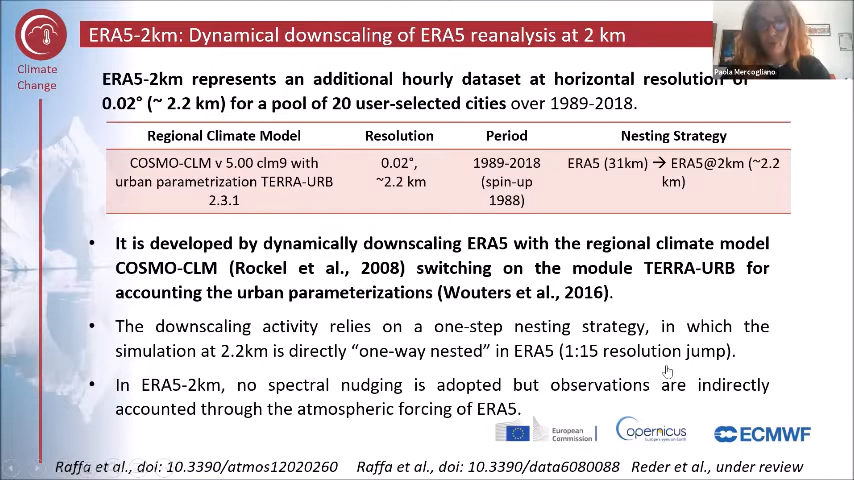 ERA5-2km: Dynamical downscaling of ERA5 reanalysis at 2 km
Climate
Change
Paola Mercogliano
ERA5-2km represents an additional hourly dataset at horizontal resolution of
0.02° (~ 2.2 km) for a pool of 20 user-selected cities over 1989-2018.
Regional Climate Model Resolution Period Nesting Strategy
COSMO-CLM v 5.00 clm9 with 0.02°, 1989-2018 ERA5 (31km) → ERA5@2km (~2.2
urban parametrization TERRA-URB ~2.2 km (spin-up km)
2.3.1 1988)
• It is developed by dynamically downscaling ERA5 with the regional climate model
COSMO-CLM (Rockel et al., 2008) switching on the module TERRA-URB for
accounting the urban parameterizations (Wouters et al., 2016).
• The downscaling activity relies on a one-step nesting strategy, in which the
simulation at 2.2km is directly “one-way nested” in ERA5 (1:15 resolution jump).
• In ERA5-2km, no spectral nudging is adopted but observations are indirectly
accounted through the atmospheric forcing of ERA5.
European
Commission
Copernicus
Europe's eyes on Earth
ECMWF
Raffa et al., doi: 10.3390/atmos12020260 Raffa et al., doi: 10.3390/data6080088 Reder et al., under review